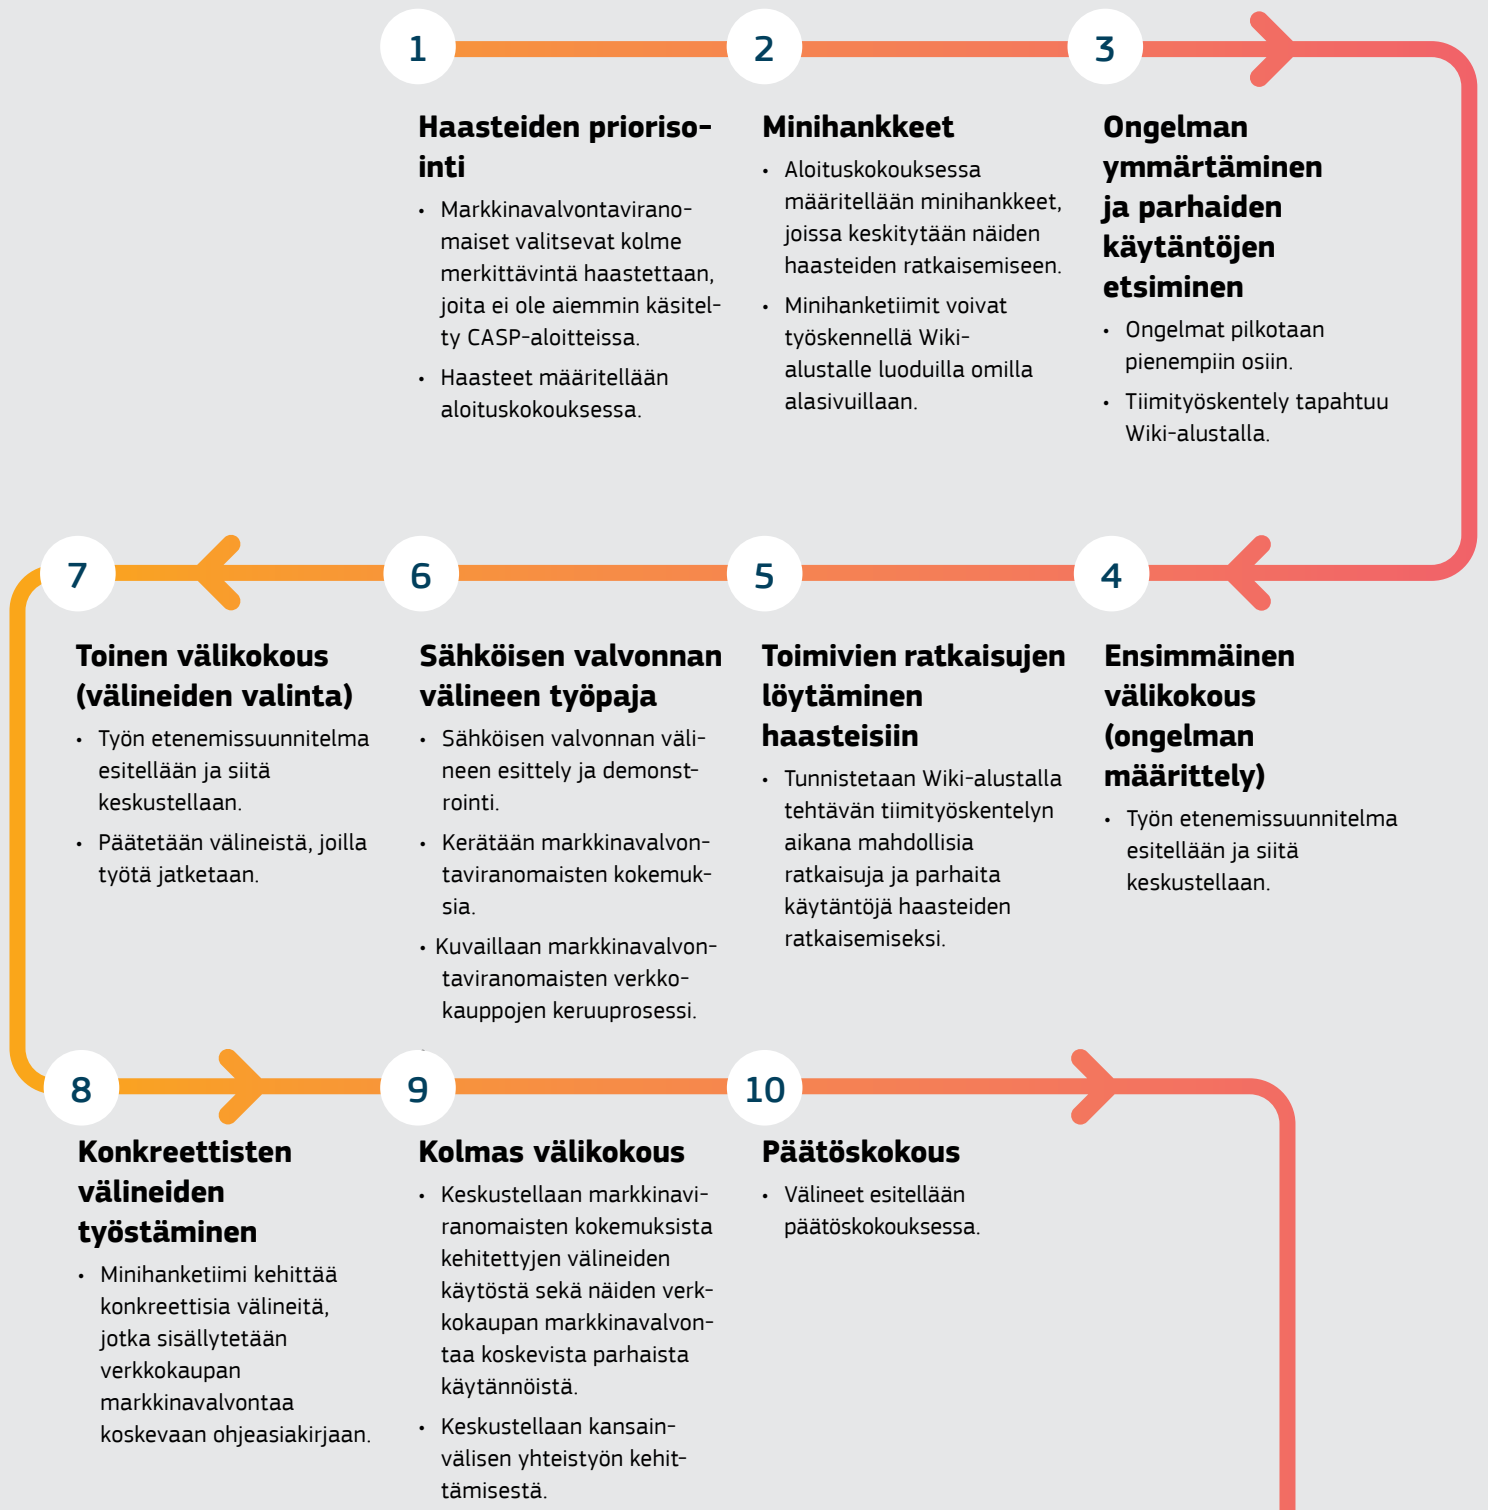 1
Haasteiden prioriso-
inti
• Markkinavalvontavirano-
maiset valitsevat kolme
merkittävintä haastettaan,
joita ei ole aiemmin käsitel-
ty CASP-aloitteissa.
• Haasteet määritellään
aloituskokouksessa.
2
Minihankkeet
• Aloituskokouksessa
määritellään minihankkeet,
joissa keskitytään näiden
haasteiden ratkaisemiseen.
• Minihanketiimit voivat
työskennellä Wiki-
alustalle luoduilla omilla
alasivuillaan.
3
Ongelman
ymmärtäminen
ja parhaiden
käytäntöjen
etsiminen
• Ongelmat pilkotaan
pienempiin osiin.
• Tiimityöskentely tapahtuu
Wiki-alustalla.
4
Ensimmäinen
välikokous
(ongelman
määrittely)
• Työn etenemissuunnitelma
esitellään ja siitä
keskustellaan.
5
Toimivien ratkaisujen
löytäminen
haasteisiin
• Tunnistetaan Wiki-alustalla
tehtävän tiimityöskentelyn
aikana mahdollisia
ratkaisuja ja parhaita
käytäntöjä haasteiden
ratkaisemiseksi.
6
Sähköisen valvonnan
välineen työpaja
• Sähköisen valvonnan väli-
neen esittely ja demonst-
rointi.
• Kerätään markkinavalvon-
taviranomaisten kokemuk-
sia.
• Kuvaillaan markkinavalvon-
taviranomaisten verkko-
kauppojen keruuprosessi.
7
Toinen välikokous
(välineiden valinta)
• Työn etenemissuunnitelma
esitellään ja siitä
keskustellaan.
• Päätetään välineistä, joilla
työtä jatketaan.
8
Konkreettisten
välineiden
työstäminen
• Minihanketiimi kehittää
konkreettisia välineitä,
jotka sisällytetään
verkkokaupan
markkinavalvontaa
koskevaan ohjeasiakirjaan.
9
Kolmas välikokous
• Keskustellaan markkinavi-
ranomaisten kokemuksista
kehitettyjen välineiden
käytöstä sekä näiden verk-
kokaupan markkinavalvon-
taa koskevista parhaista
käytännöistä.
• Keskustellaan kansain-
välisen yhteistyön kehit-
tämisestä.
10
Päätöskokous
• Välineet esitellään
päätöskokouksessa.